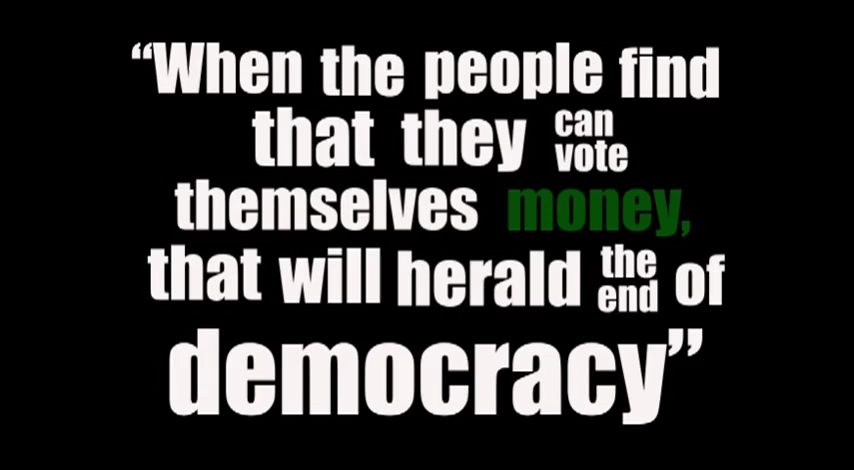 “When the people find
that they can vote
themselves money,
that will herald the end of
democracy”